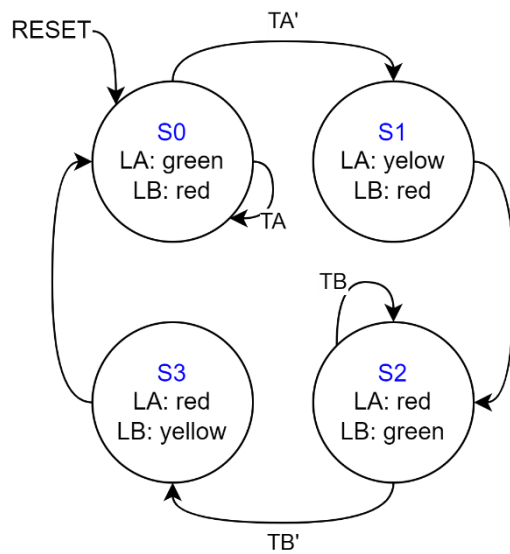 TA'
RESET
S0
LA: green
LB: red
TA
S1
LA: yelow
LB: red
TB
S3
LA: red
LB: yellow
S2
LA: red
LB: green
TB'